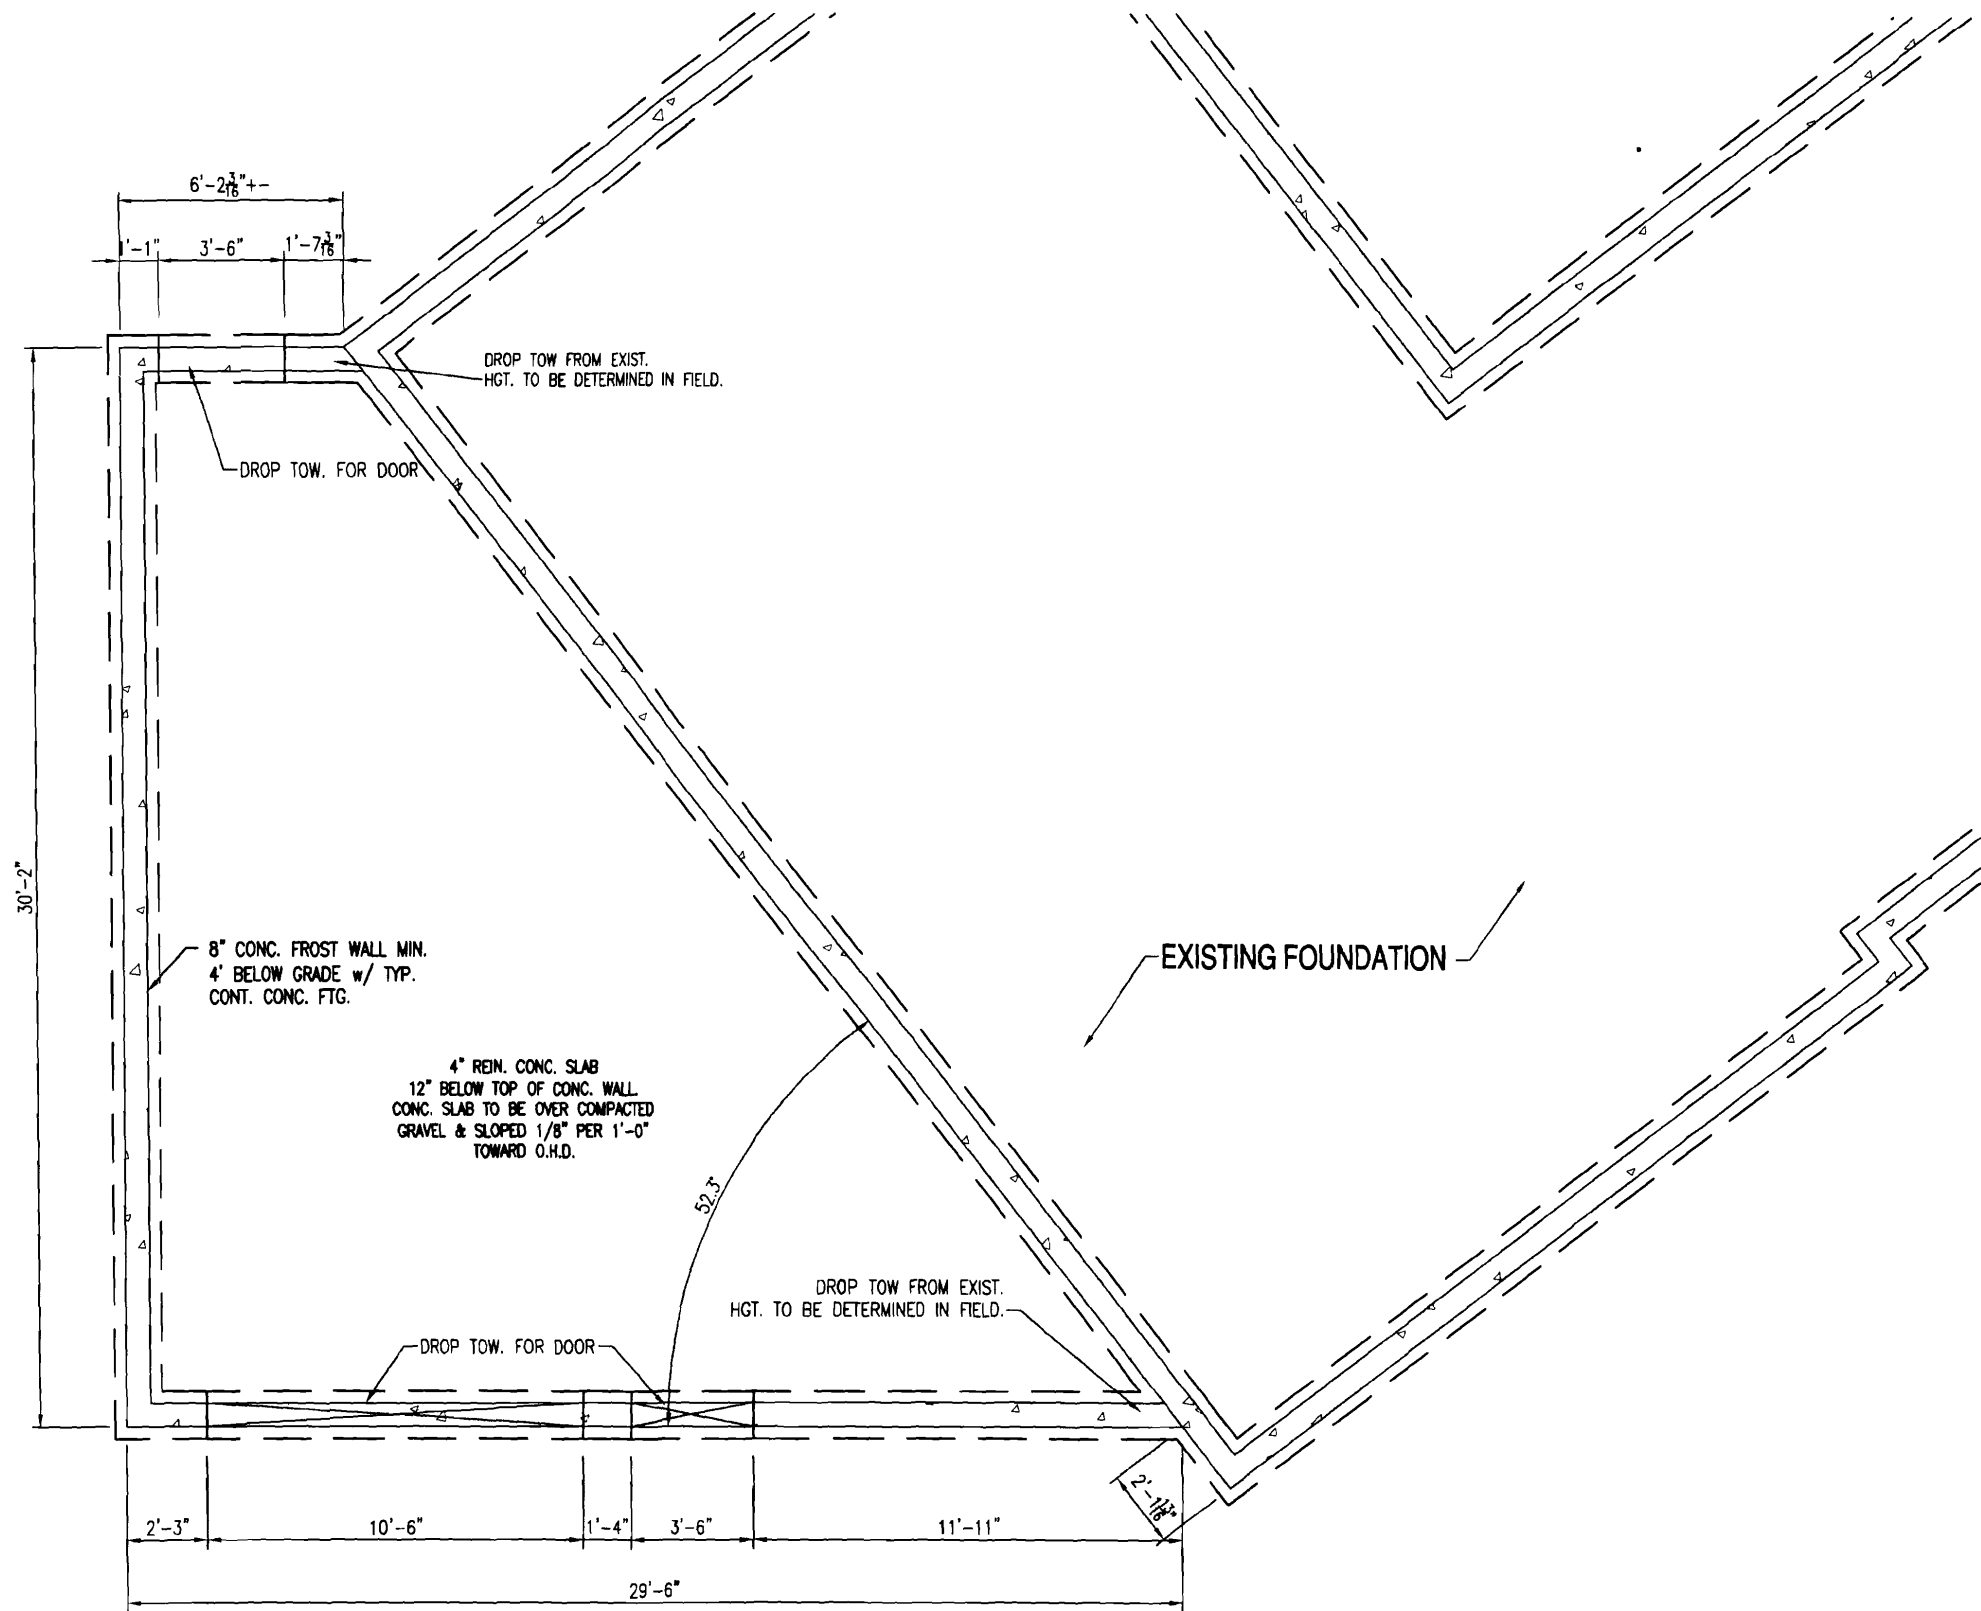 6'-2 3/16"+-
1'-1"
3'-6"
1'-7 3/16"
DROP TOW FROM EXIST.
HGT. TO BE DETERMINED IN FIELD.
DROP TOW. FOR DOOR
30'-2"
8" CONC. FROST WALL MIN.
4' BELOW GRADE w/ TYP.
CONT. CONC. FTG.
EXISTING FOUNDATION
4" REIN. CONC. SLAB
12" BELOW TOP OF CONC. WALL
CONC. SLAB TO BE OVER COMPACTED
GRAVEL & SLOPED 1/8" PER 1'-0"
TOWARD O.H.D.
52.3°
DROP TOW FROM EXIST.
HGT. TO BE DETERMINED IN FIELD.
DROP TOW. FOR DOOR
2'-1 13/16"
2'-3"
10'-6"
1'-4"
3'-6"
11'-11"
29'-6"